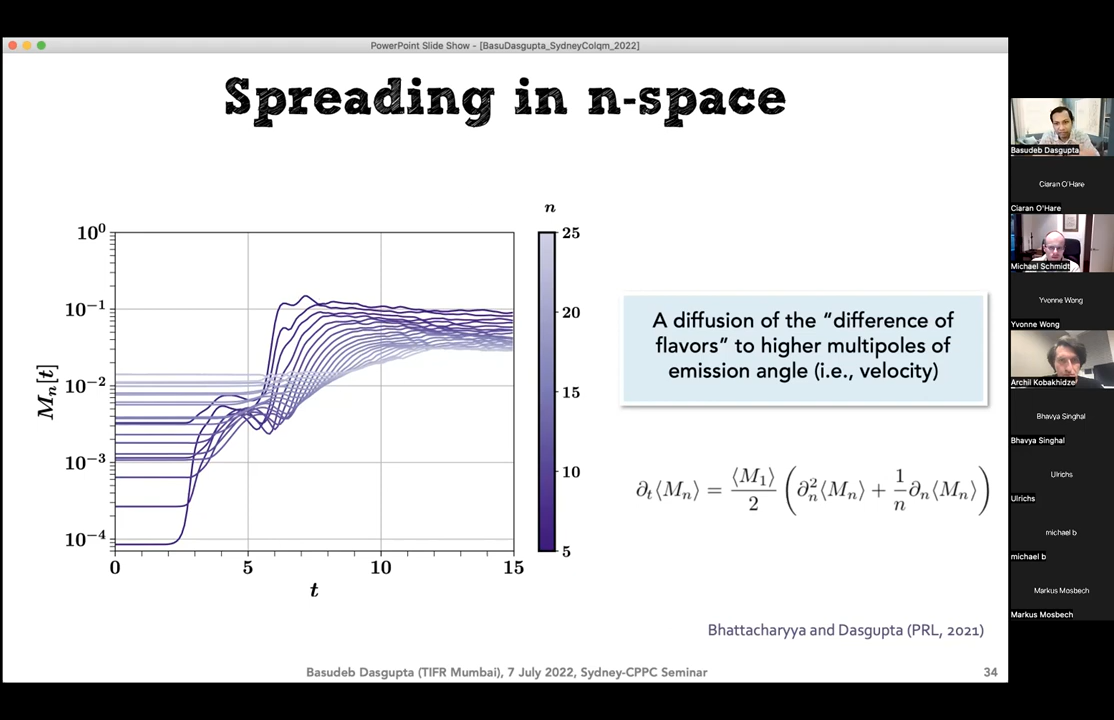 PowerPoint Slide Show - [BasuDasgupta_SydneyColqm_2022]
Spreading in n-space
n
10⁰
10⁻¹
10⁻²
10⁻³
10⁻⁴
Mₙ[t]
0
5
10
15
t
25
20
15
10
5
A diffusion of the “difference of
flavors” to higher multipoles of
emission angle (i.e., velocity)
∂ₜ⟨Mₙ⟩ = ⟨M₁⟩/2 (∂ₙ²⟨Mₙ⟩ + 1/n ∂ₙ⟨Mₙ⟩)
Bhattacharyya and Dasgupta (PRL, 2021)
Basudeb Dasgupta (TIFR Mumbai), 7 July 2022, Sydney-CPPC Seminar
34
Basudeb Dasgupta
Ciaran O'Hare
Ciaran O'Hare
Michael Schmidt
Yvonne Wong
Yvonne Wong
Archil Kobakhidze
Bhavya Singhal
Bhavya Singhal
Ulrichs
Ulrichs
michael b
michael b
Markus Mosbech
Markus Mosbech